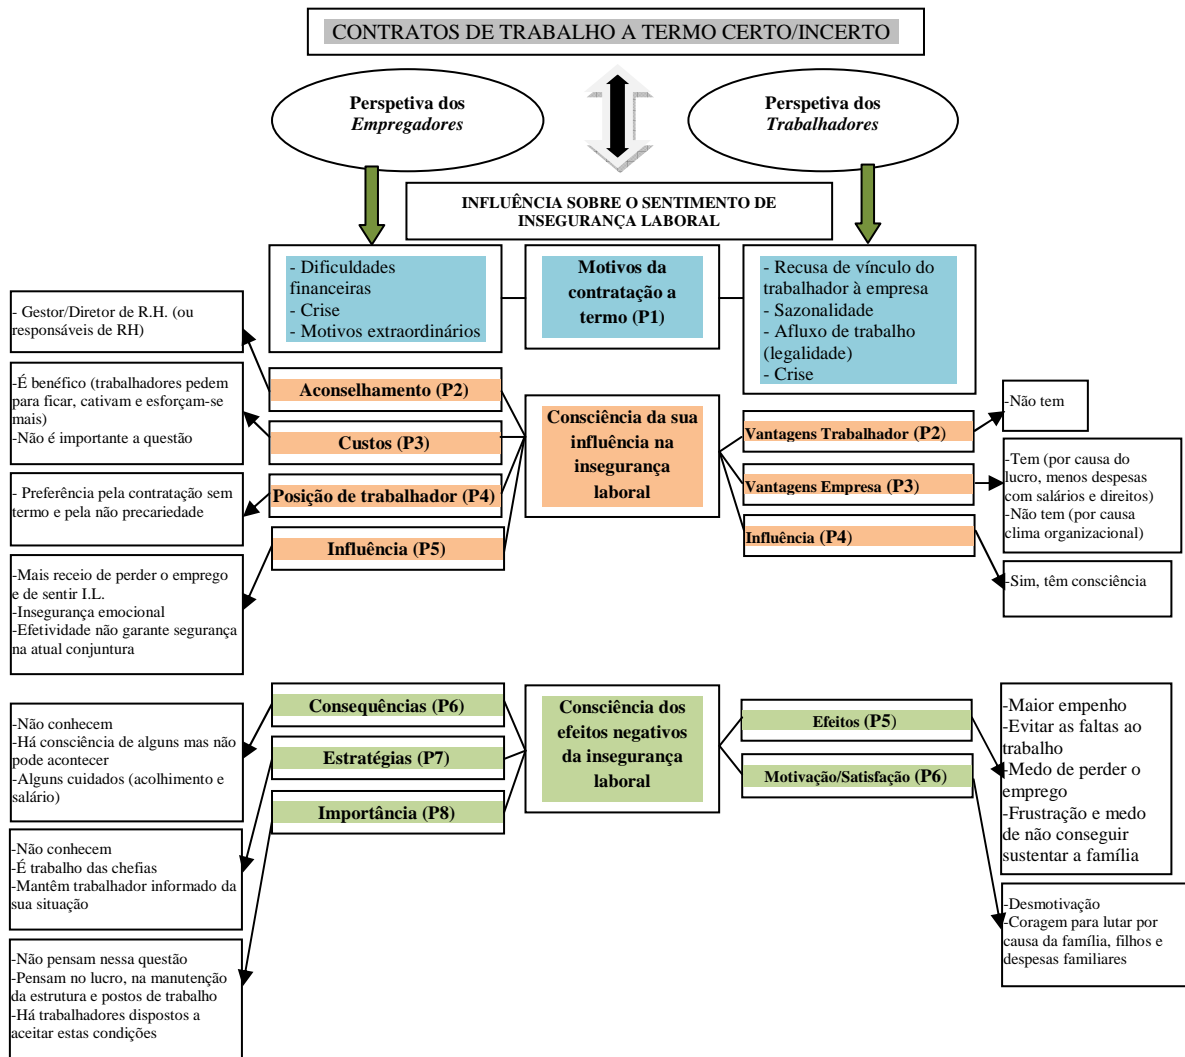 CONTRATOS DE TRABALHO A TERMO CERTO/INCERTO
Perspetiva dos
Empregadores
Perspetiva dos
Trabalhadores
INFLUÊNCIA SOBRE O SENTIMENTO DE
INSEGURANÇA LABORAL
- Dificuldades
financeiras
- Crise
- Motivos extraordinários
Motivos da
contratação a
termo (P1)
- Recusa de vínculo do
trabalhador à empresa
- Sazonalidade
- Afluxo de trabalho
(legalidade)
- Crise
- Gestor/Diretor de R.H. (ou
responsáveis de RH)
-É benéfico (trabalhadores pedem
para ficar, cativam e esforçam-se
mais)
-Não é importante a questão
- Preferência pela contratação sem
termo e pela não precariedade
-Mais receio de perder o emprego
e de sentir I.L.
-Insegurança emocional
-Efetividade não garante segurança
na atual conjuntura
Aconselhamento (P2)
Custos (P3)
Posição de trabalhador (P4)
Influência (P5)
Consciência da sua
influência na
insegurança
laboral
Vantagens Trabalhador (P2)
Vantagens Empresa (P3)
Influência (P4)
-Não tem
-Tem (por causa do
lucro, menos despesas
com salários e direitos)
-Não tem (por causa
clima organizacional)
-Sim, têm consciência
-Não conhecem
-Há consciência de alguns mas não
pode acontecer
-Alguns cuidados (acolhimento e
salário)
-Não conhecem
-É trabalho das chefias
-Mantêm trabalhador informado da
sua situação
-Não pensam nessa questão
-Pensam no lucro, na manutenção
da estrutura e postos de trabalho
-Há trabalhadores dispostos a
aceitar estas condições
Consequências (P6)
Estratégias (P7)
Importância (P8)
Consciência dos
efeitos negativos
da insegurança
laboral
Efeitos (P5)
Motivação/Satisfação (P6)
-Maior empenho
-Evitar as faltas ao
trabalho
-Medo de perder o
emprego
-Frustração e medo
de não conseguir
sustentar a família
-Desmotivação
-Coragem para lutar por
causa da família, filhos e
despesas familiares